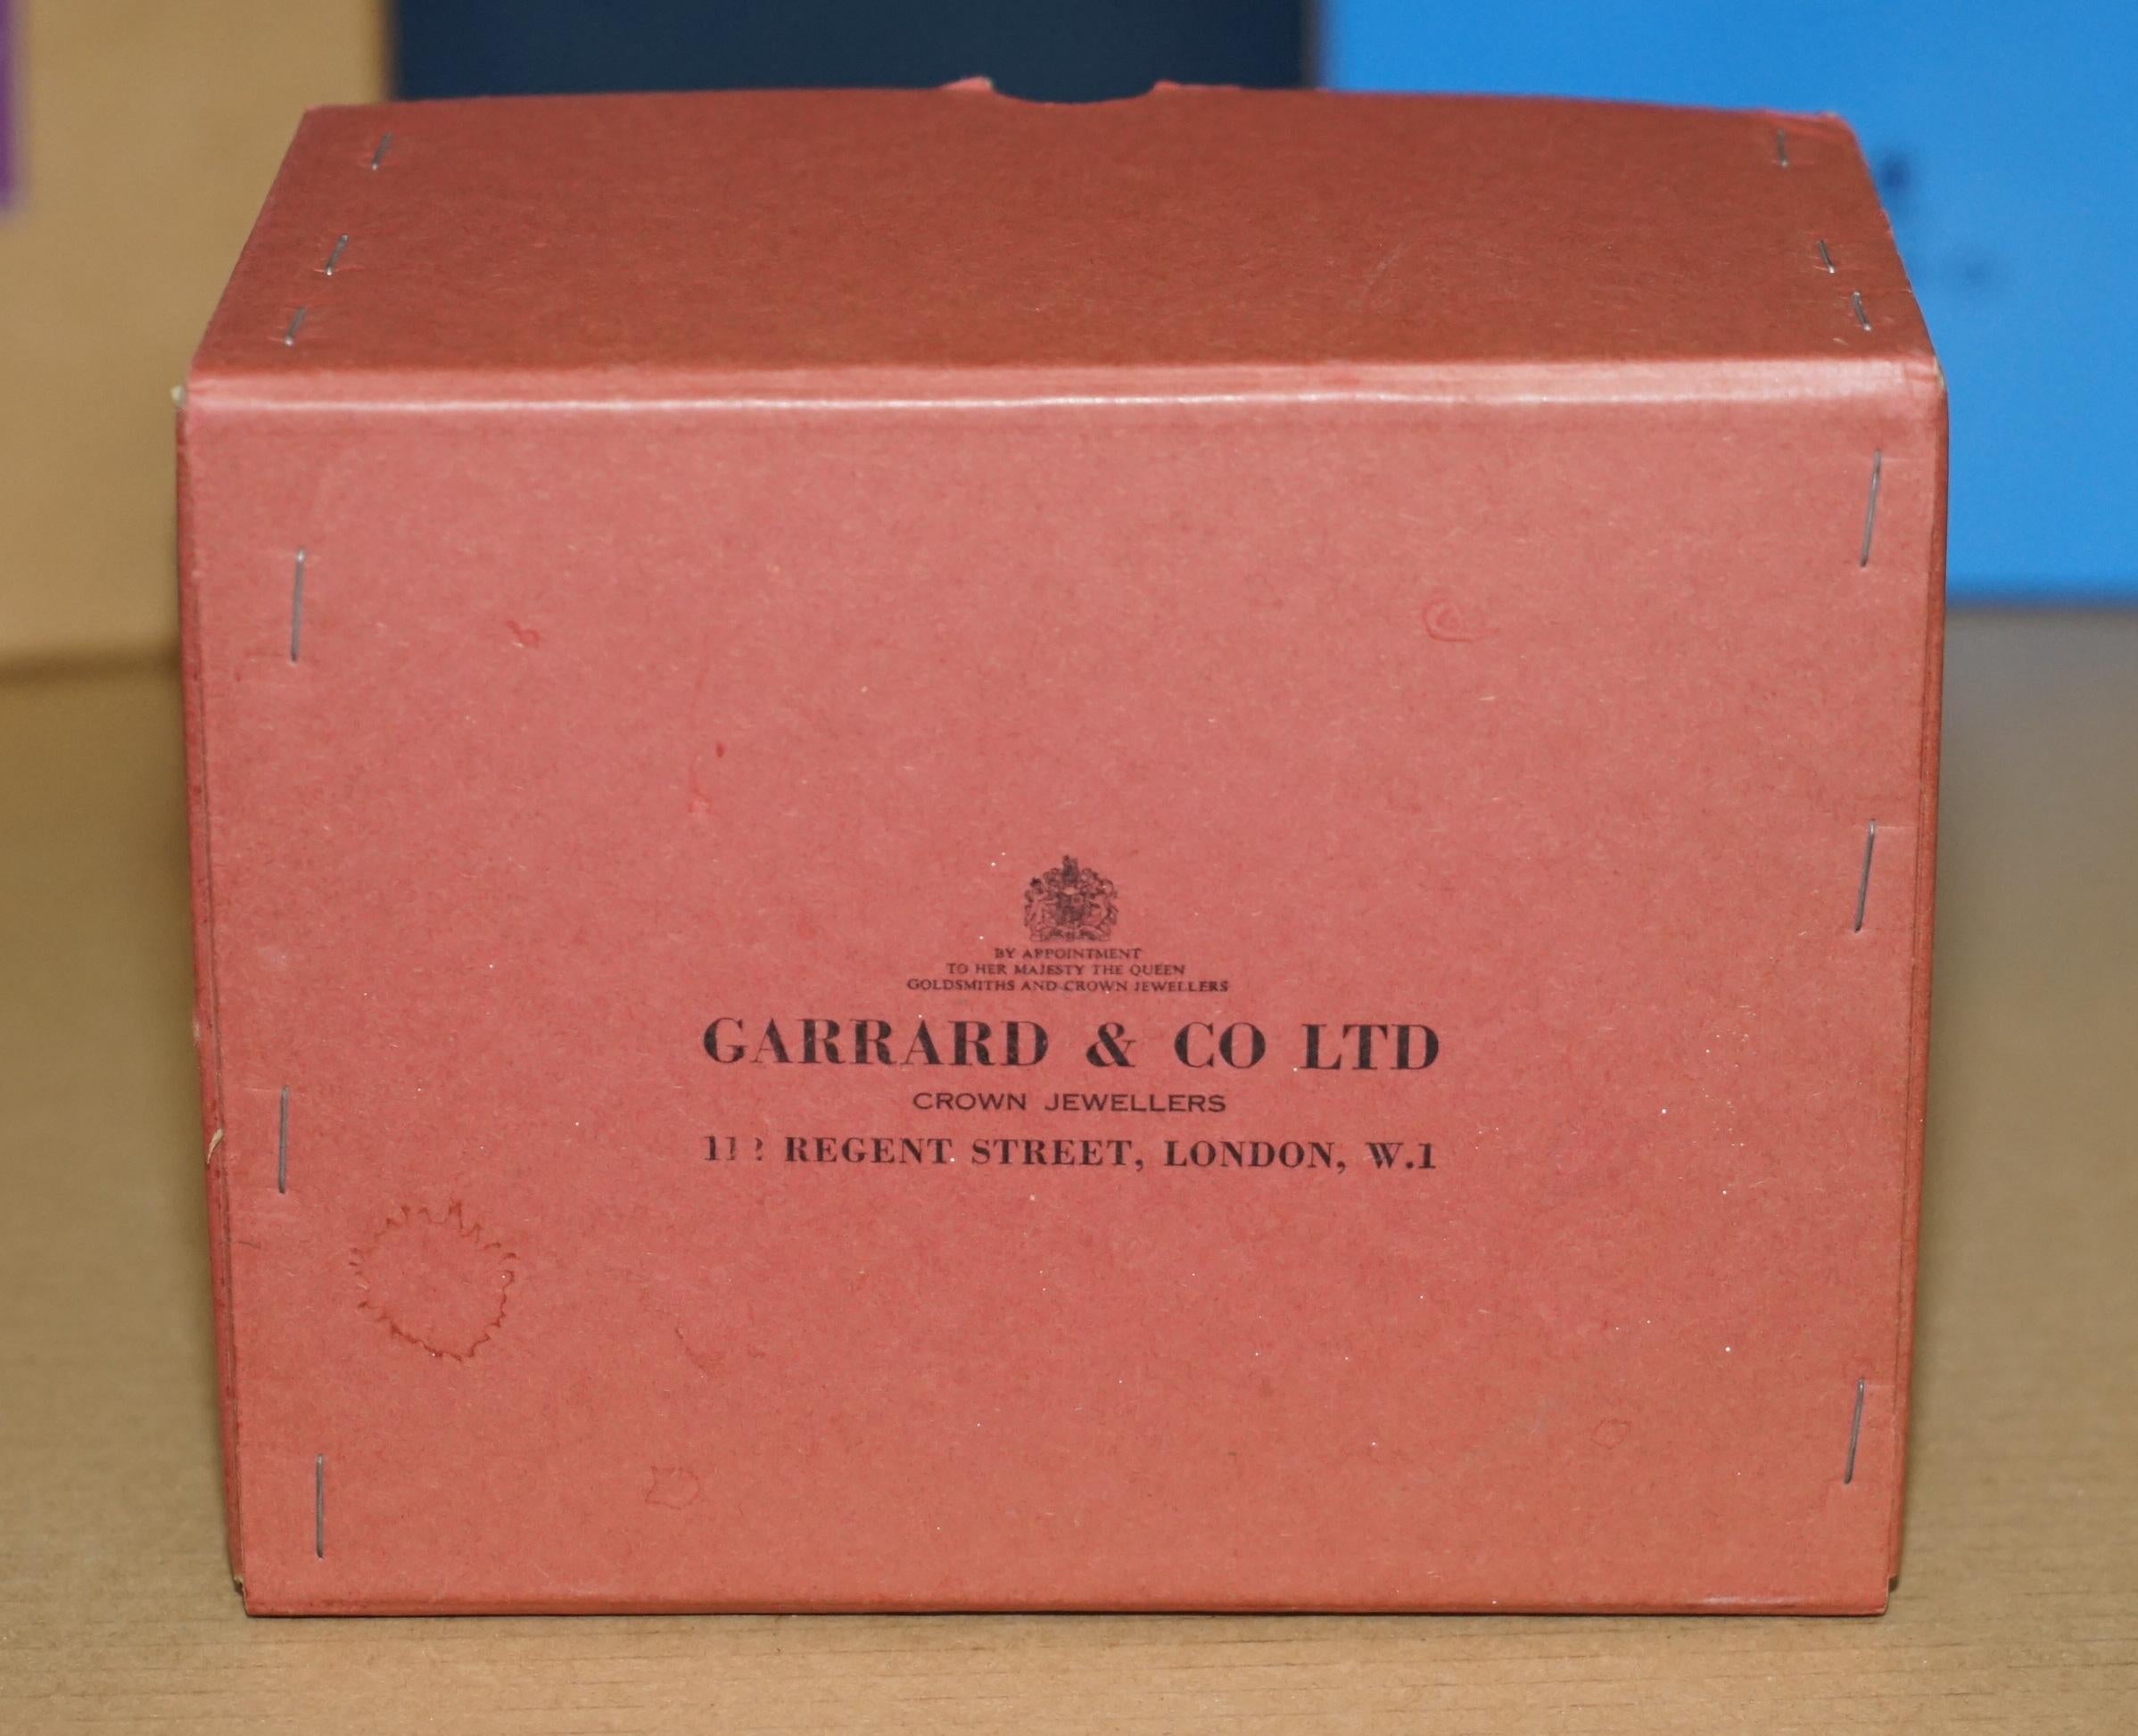 BY APPOINTMENT
TO HER MAJESTY THE QUEEN
GOLDSMITHS AND CROWN JEWELLERS
GARRARD & CO LTD
CROWN JEWELLERS
REGENT STREET, LONDON, W.1